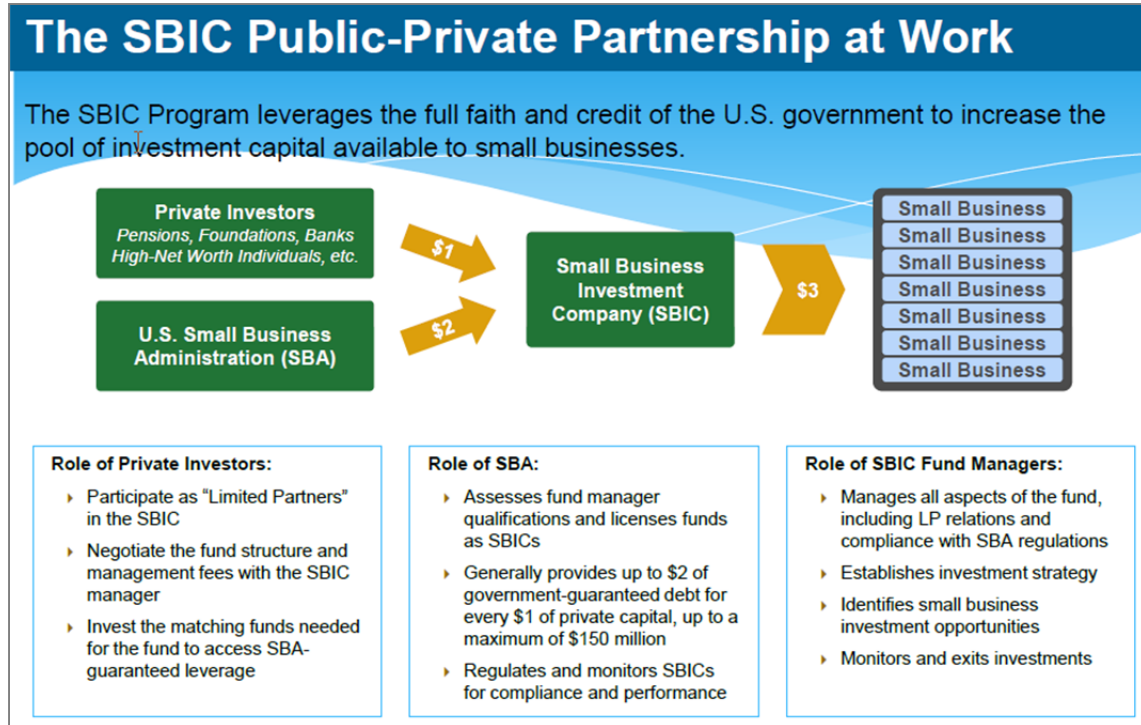 The SBIC Public-Private Partnership at Work
The SBIC Program leverages the full faith and credit of the U.S. government to increase the
pool of investment capital available to small businesses.
Private Investors
Pensions, Foundations, Banks
High-Net Worth Individuals, etc.
$1
U.S. Small Business
Administration (SBA)
$2
Small Business
Investment
Company (SBIC)
$3
Small Business
Small Business
Small Business
Small Business
Small Business
Small Business
Small Business
Role of Private Investors:
Participate as “Limited Partners”
in the SBIC
Negotiate the fund structure and
management fees with the SBIC
manager
Invest the matching funds needed
for the fund to access SBA-
guaranteed leverage
Role of SBA:
Assesses fund manager
qualifications and licenses funds
as SBICs
Generally provides up to $2 of
government-guaranteed debt for
every $1 of private capital, up to a
maximum of $150 million
Regulates and monitors SBICs
for compliance and performance
Role of SBIC Fund Managers:
Manages all aspects of the fund,
including LP relations and
compliance with SBA regulations
Establishes investment strategy
Identifies small business
investment opportunities
Monitors and exits investments